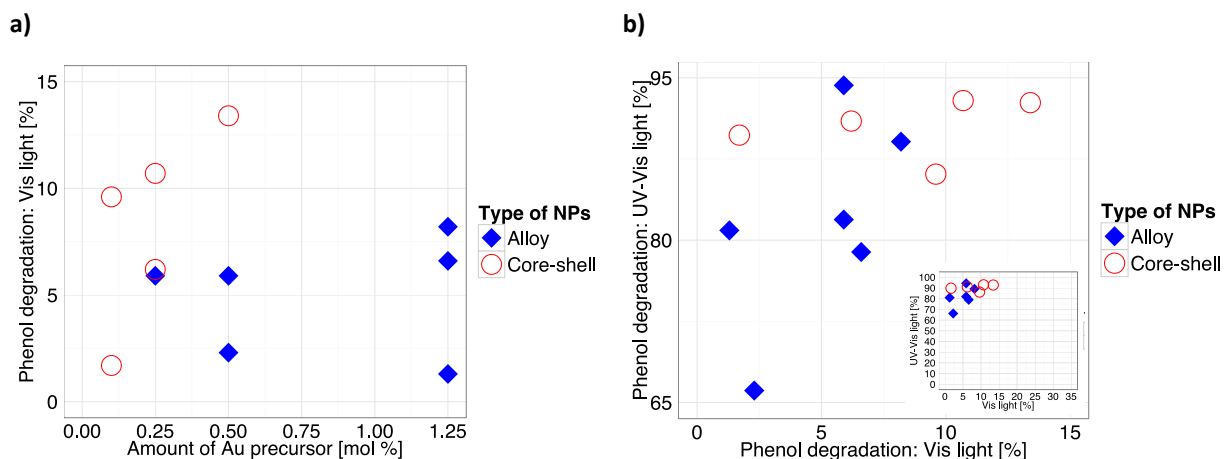 a)
Phenol degradation: Vis light [%]
15
10
5
0
0.00 0.25 0.50 0.75 1.00 1.25
Amount of Au precursor [mol %]
Type of NPs
Alloy
Core-shell
b)
Phenol degradation: UV-Vis light [%]
95
80
65
0 5 10 15
Phenol degradation: Vis light [%]
UV-Vis light [%]
100
90
80
70
60
50
40
30
20
10
0
0 5 10 15 20 25 30 35
Vis light [%]
Type of NPs
Alloy
Core-shell